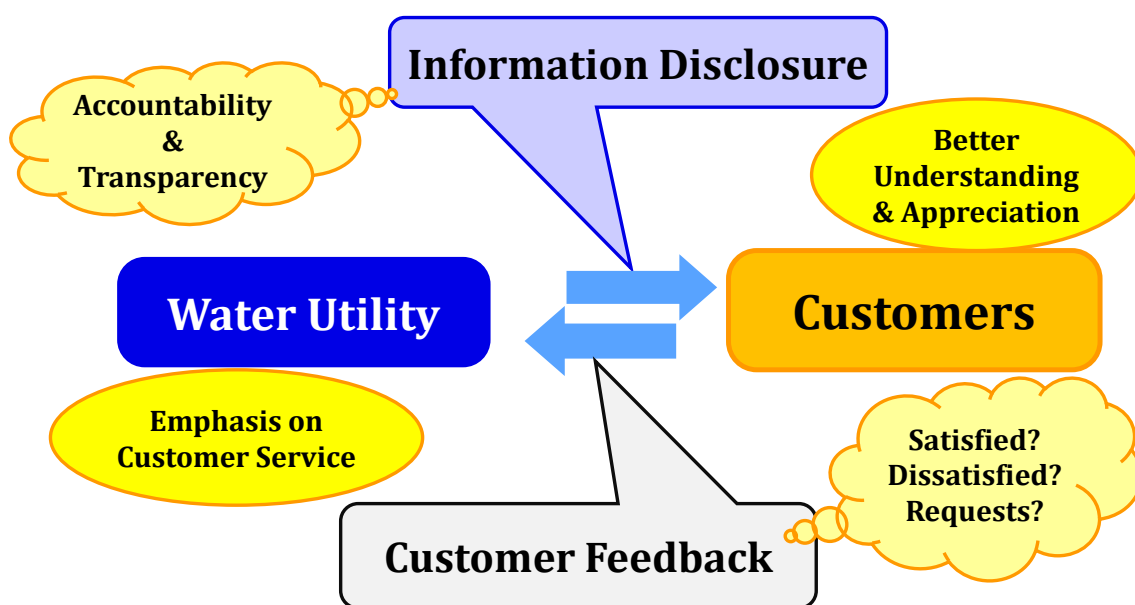 Information Disclosure
Accountability
&
Transparency
Better
Understanding
& Appreciation
Water Utility
Customers
Emphasis on
Customer Service
Satisfied?
Dissatisfied?
Requests?
Customer Feedback